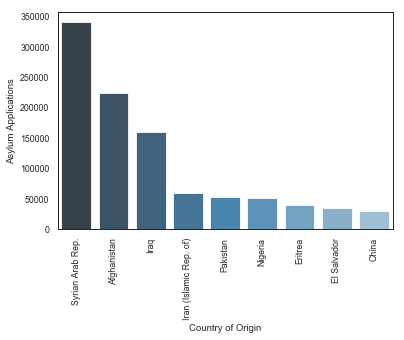 350000
300000
250000
200000
150000
100000
50000
0
Asylum Applications
Syrian Arab Rep.
Afghanistan
Iraq
Iran (Islamic Rep. of)
Pakistan
Nigeria
Eritrea
El Salvador
China
Country of Origin